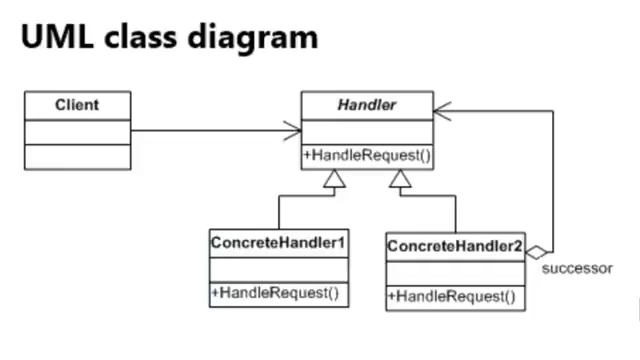 UML class diagram
Client
Handler
+HandleRequest()
ConcreteHandler1
+HandleRequest()
ConcreteHandler2
+HandleRequest()
successor